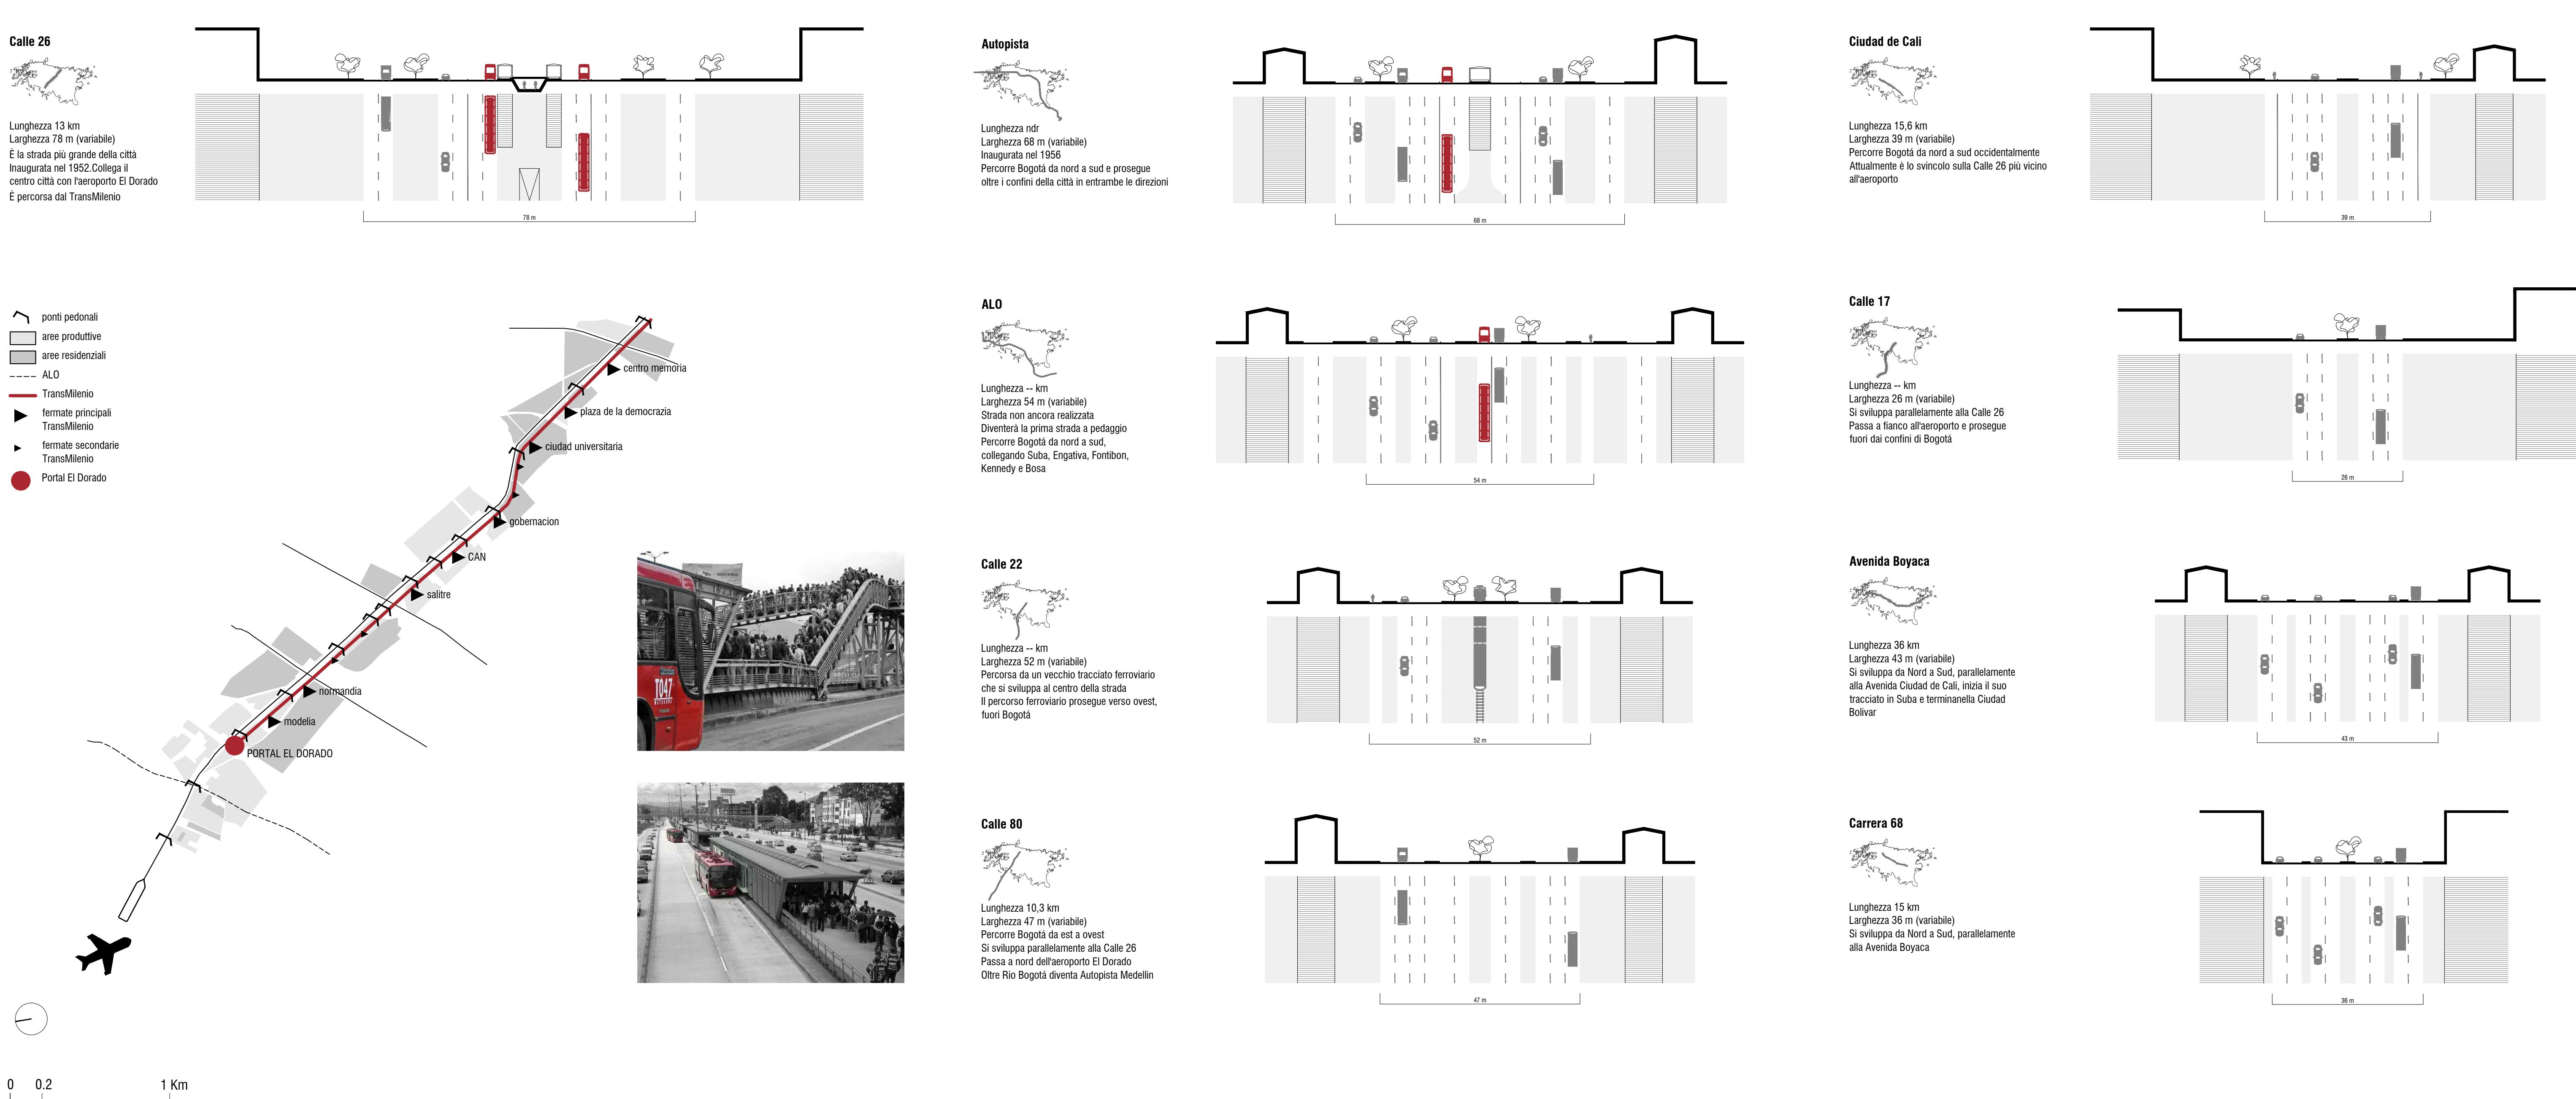 Calle 26
Lunghezza 13 km
Larghezza 78 m (variabile)
È la strada più grande della città
Inaugurata nel 1952.Collega il
centro città con l'aeroporto El Dorado
È percorsa dal TransMilenio
78 m
ponti pedonali
aree produttive
aree residenziali
ALO
TransMilenio
fermate principali
TransMilenio
fermate secondarie
TransMilenio
Portal El Dorado
centro memoria
plaza de la democrazia
ciudad universitaria
gobernacion
CAN
salitre
normandia
modelia
PORTAL EL DORADO
T047
0 0.2 1 Km
Autopista
Lunghezza ndr
Larghezza 68 m (variabile)
Inaugurata nel 1956
Percorre Bogotá da nord a sud e prosegue
oltre i confini della città in entrambe le direzioni
68 m
ALO
Lunghezza -- km
Larghezza 54 m (variabile)
Strada non ancora realizzata
Diventerà la prima strada a pedaggio
Percorre Bogotá da nord a sud,
collegando Suba, Engativa, Fontibon,
Kennedy e Bosa
54 m
Calle 22
Lunghezza -- km
Larghezza 52 m (variabile)
Percorsa da un vecchio tracciato ferroviario
che si sviluppa al centro della strada
Il percorso ferroviario prosegue verso ovest,
fuori Bogotá
52 m
Calle 80
Lunghezza 10,3 km
Larghezza 47 m (variabile)
Percorre Bogotá da est a ovest
Si sviluppa parallelamente alla Calle 26
Passa a nord dell'aeroporto El Dorado
Oltre Rio Bogotá diventa Autopista Medellin
47 m
Ciudad de Cali
Lunghezza 15,6 km
Larghezza 39 m (variabile)
Percorre Bogotá da nord a sud occidentalmente
Attualmente è lo svincolo sulla Calle 26 più vicino
all'aeroporto
39 m
Calle 17
Lunghezza -- km
Larghezza 26 m (variabile)
Si sviluppa parallelamente alla Calle 26
Passa a fianco all'aeroporto e prosegue
fuori dai confini di Bogotá
26 m
Avenida Boyaca
Lunghezza 36 km
Larghezza 43 m (variabile)
Si sviluppa da Nord a Sud, parallelamente
alla Avenida Ciudad de Cali, inizia il suo
tracciato in Suba e terminanella Ciudad
Bolivar
43 m
Carrera 68
Lunghezza 15 km
Larghezza 36 m (variabile)
Si sviluppa da Nord a Sud, parallelamente
alla Avenida Boyaca
36 m